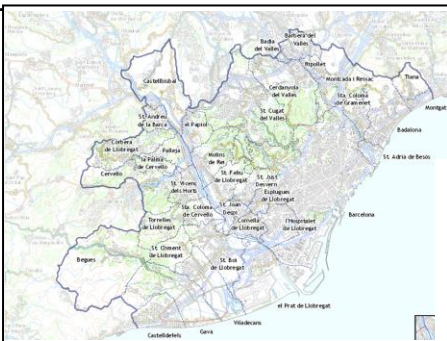 Barberà del
Vallès
Badia
del Vallès
Ripollet
Castellbisbal
Montcada i Reixac
Tiana
Cerdanyola
del Vallès
Sta. Coloma
de Gramenet
Montgat
St. Cugat
del Vallès
St. Andreu
de la Barca
el Papiol
Badalona
Corbera
de Llobregat
Pallejà
Molins
de Rei
St. Adrià de Besòs
la Palma
de Cervelló
Cervelló
St. Feliu
de Llobregat
St. Just
Desvern
St. Vicenç
dels Horts
Esplugues
de Llobregat
Sta. Coloma
de Cervelló
St. Joan
Despí
Barcelona
Torrelles
de Llobregat
Cornellà
de Llobregat
l'Hospitalet
de Llobregat
St. Climent
de Llobregat
Begues
St. Boi
de Llobregat
el Prat de Llobregat
Viladecans
Gavà
Castelldefels